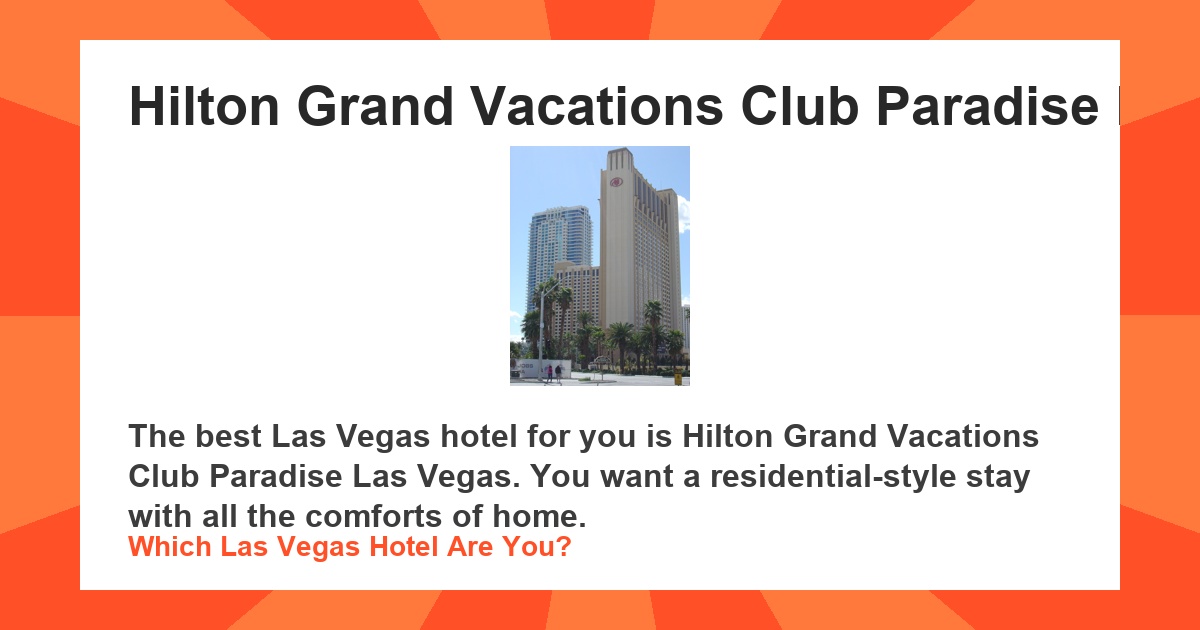 Hilton Grand Vacations Club Paradise
The best Las Vegas hotel for you is Hilton Grand Vacations
Club Paradise Las Vegas. You want a residential-style stay
with all the comforts of home.
Which Las Vegas Hotel Are You?